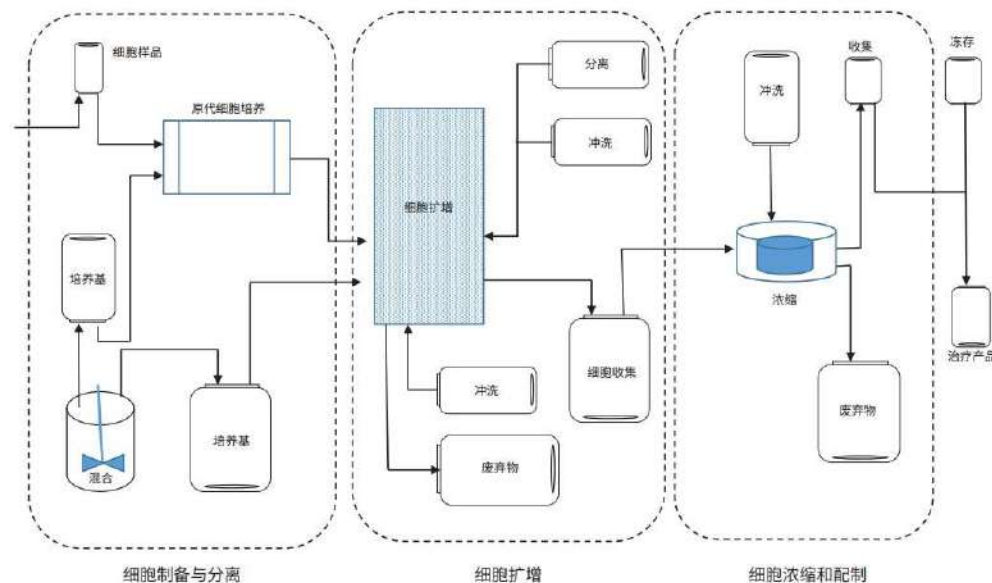 细胞样品
原代细胞培养
培养基
混合
培养基
细胞制备与分离
分离
冲洗
细胞扩增
冲洗
细胞收集
废弃物
细胞扩增
冲洗
收集
冻存
浓缩
治疗产品
废弃物
细胞浓缩和配制